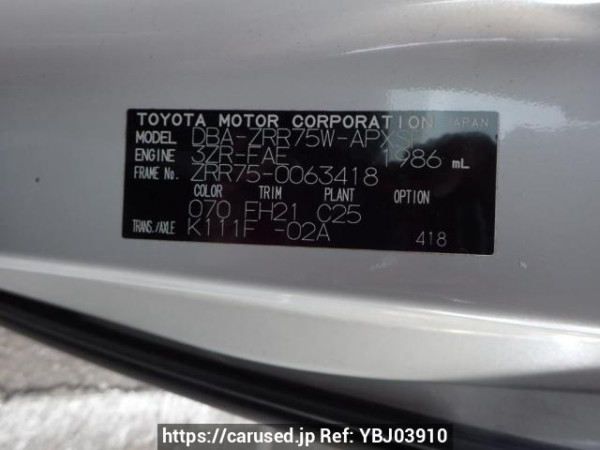 TOYOTA MOTOR CORPORATION JAPAN
MODEL DBA-ZRR75W-APXSH
ENGINE 3ZR-FAE 1986 mL
FRAME No. ZRR75-0063418
COLOR TRIM PLANT OPTION
070 FH21 C25
TRANS./AXLE K111F -02A 418
https://carused.jp Ref: YBJ03910